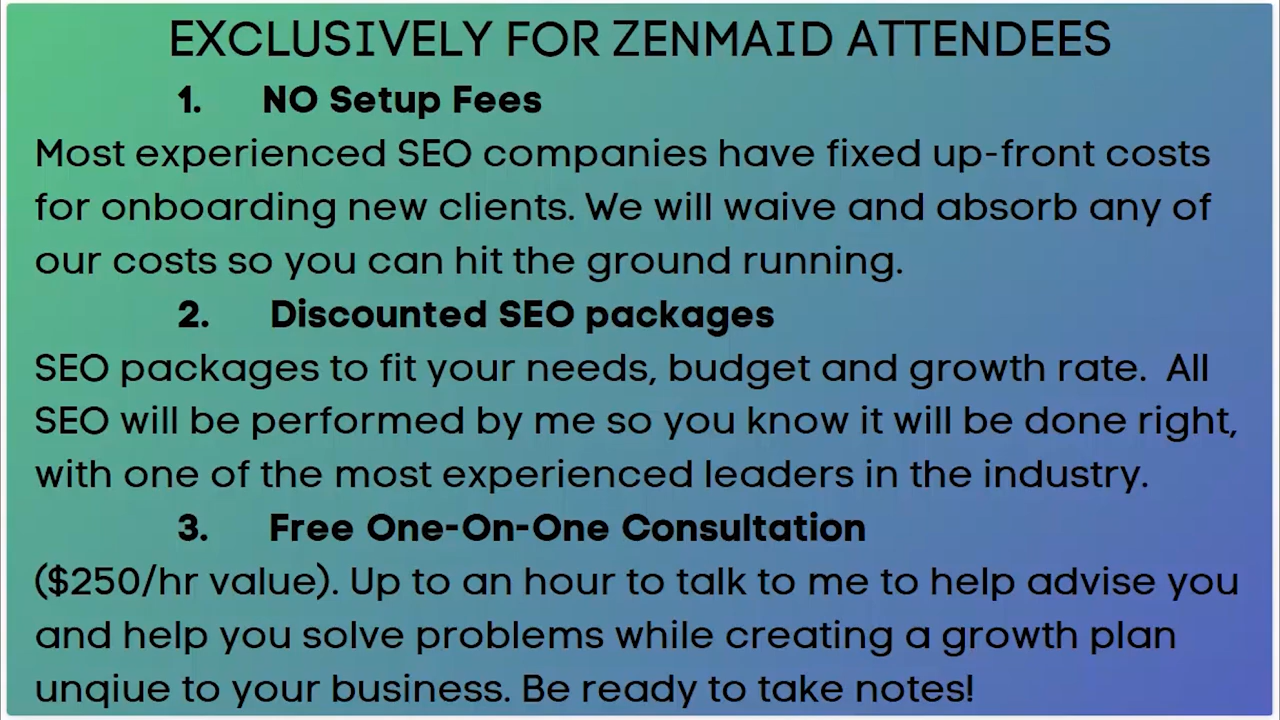 EXCLUSIVELY FOR ZENMAID ATTENDEES
1. NO Setup Fees
Most experienced SEO companies have fixed up-front costs
for onboarding new clients. We will waive and absorb any of
our costs so you can hit the ground running.
2. Discounted SEO packages
SEO packages to fit your needs, budget and growth rate.  All
SEO will be performed by me so you know it will be done right,
with one of the most experienced leaders in the industry.
3. Free One-On-One Consultation
($250/hr value). Up to an hour to talk to me to help advise you
and help you solve problems while creating a growth plan
unqiue to your business. Be ready to take notes!